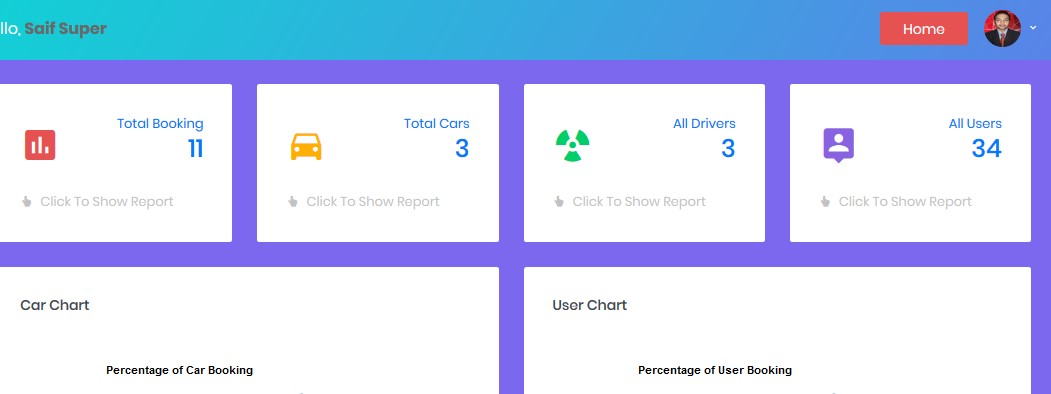 llo, Saif Super
Home
Total Booking
11
Click To Show Report
Total Cars
3
Click To Show Report
All Drivers
3
Click To Show Report
All Users
34
Click To Show Report
Car Chart
Percentage of Car Booking
User Chart
Percentage of User Booking